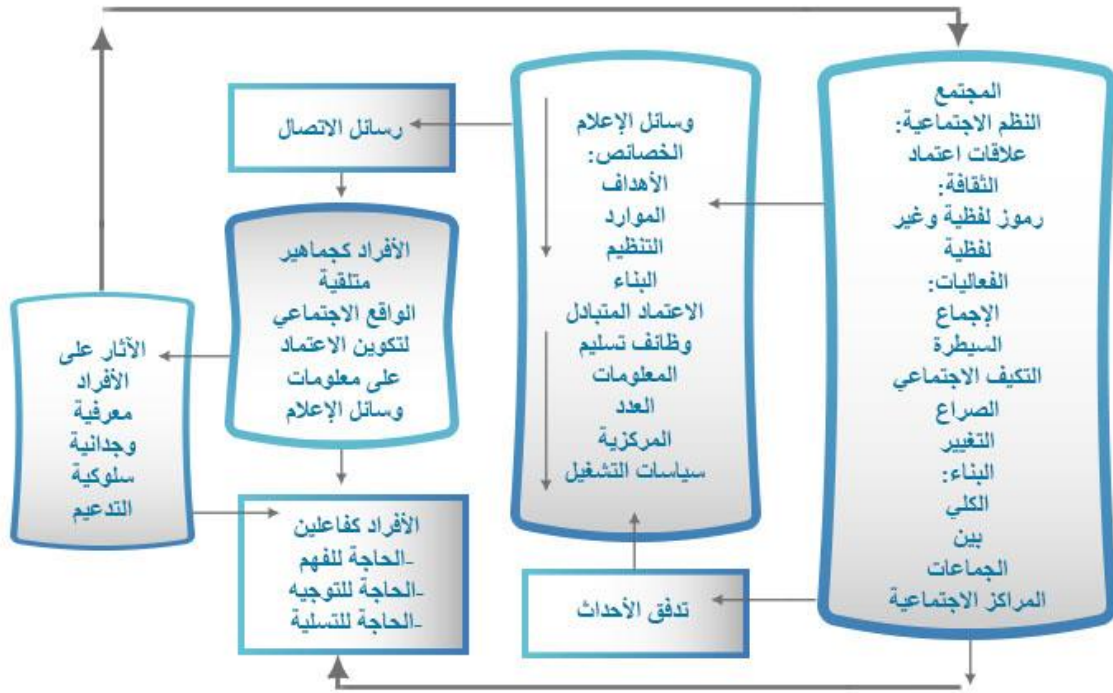 المجتمع
النظم الاجتماعية:
علاقات اعتماد
الثقافة:
رموز لفظية وغير
لفظية
الفعاليات:
الإجماع
السيطرة
التكيف الاجتماعي
الصراع
التغيير
البناء:
الكلي
بين
الجماعات
المراكز الاجتماعية
وسائل الإعلام
الخصائص:
الأهداف
الموارد
التنظيم
البناء
الاعتماد المتبادل
وظائف تسليم
المعلومات
العدد
المركزية
سياسات التشغيل
تدفق الأحداث
رسائل الاتصال
الأفراد كجماهير
متلقية
الواقع الاجتماعي
لتكوين الاعتماد
على معلومات
وسائل الإعلام
الآثار على
الأفراد
معرفية
وجدانية
سلوكية
التدعيم
الأفراد كفاعلين
-الحاجة للفهم
-الحاجة للتوجيه
-الحاجة للتسلية